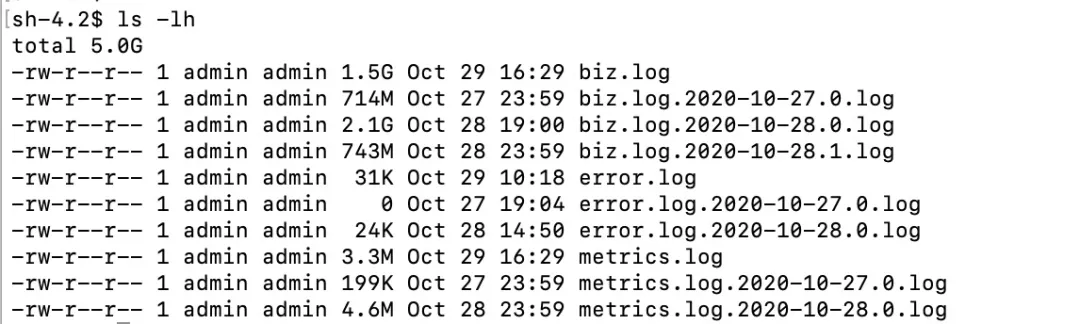 [sh-4.2$ ls -lh
total 5.0G
-rw-r--r-- 1 admin admin 1.5G Oct 29 16:29 biz.log
-rw-r--r-- 1 admin admin 714M Oct 27 23:59 biz.log.2020-10-27.0.log
-rw-r--r-- 1 admin admin 2.1G Oct 28 19:00 biz.log.2020-10-28.0.log
-rw-r--r-- 1 admin admin 743M Oct 28 23:59 biz.log.2020-10-28.1.log
-rw-r--r-- 1 admin admin  31K Oct 29 10:18 error.log
-rw-r--r-- 1 admin admin    0 Oct 27 19:04 error.log.2020-10-27.0.log
-rw-r--r-- 1 admin admin  24K Oct 28 14:50 error.log.2020-10-28.0.log
-rw-r--r-- 1 admin admin 3.3M Oct 29 16:29 metrics.log
-rw-r--r-- 1 admin admin 199K Oct 27 23:59 metrics.log.2020-10-27.0.log
-rw-r--r-- 1 admin admin 4.6M Oct 28 23:59 metrics.log.2020-10-28.0.log